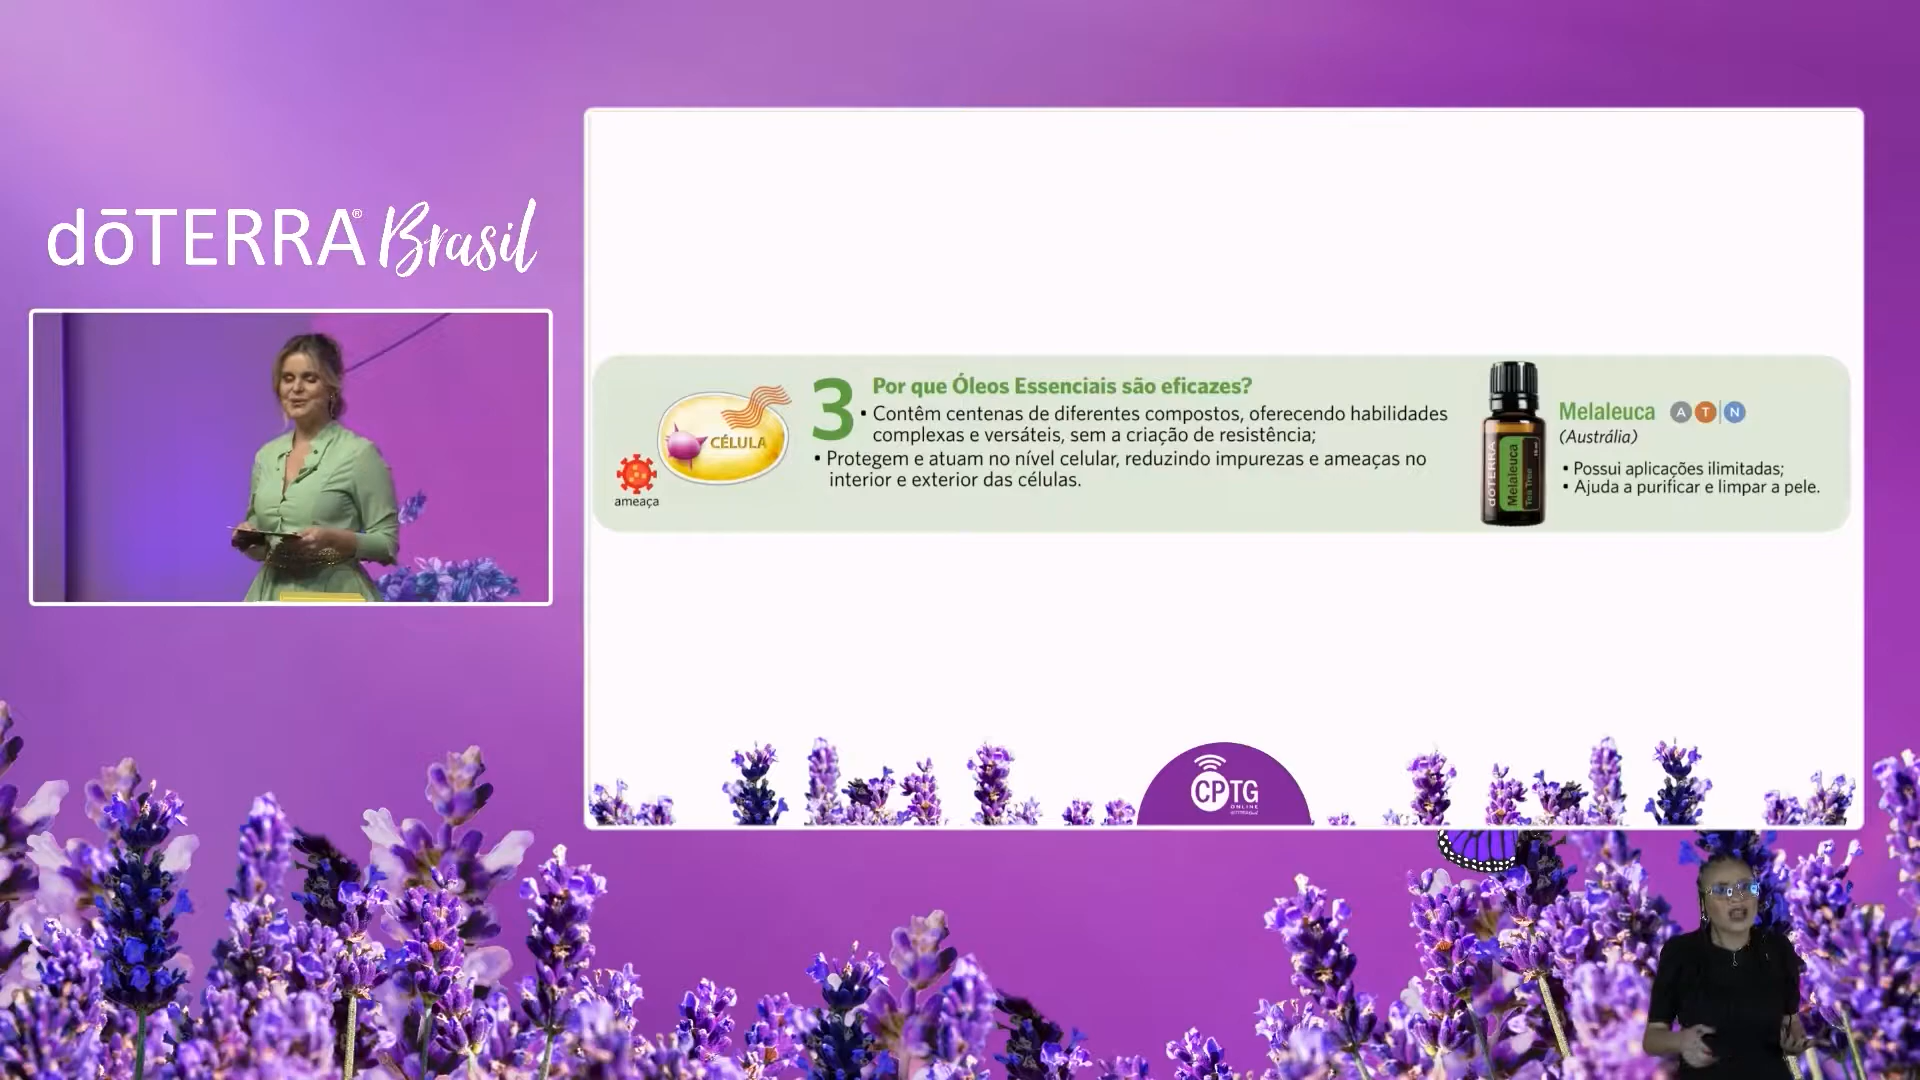 dōTERRA® Brasil
3 Por que Óleos Essenciais são eficazes?
• Contêm centenas de diferentes compostos, oferecendo habilidades
complexas e versáteis, sem a criação de resistência;
• Protegem e atuam no nível celular, reduzindo impurezas e ameaças no
interior e exterior das células.
CÉLULA
ameaça
dōTERRA
Melaleuca
Tea Tree
Melaleuca A T N
(Austrália)
• Possui aplicações ilimitadas;
• Ajuda a purificar e limpar a pele.
CPTG
ONLINE